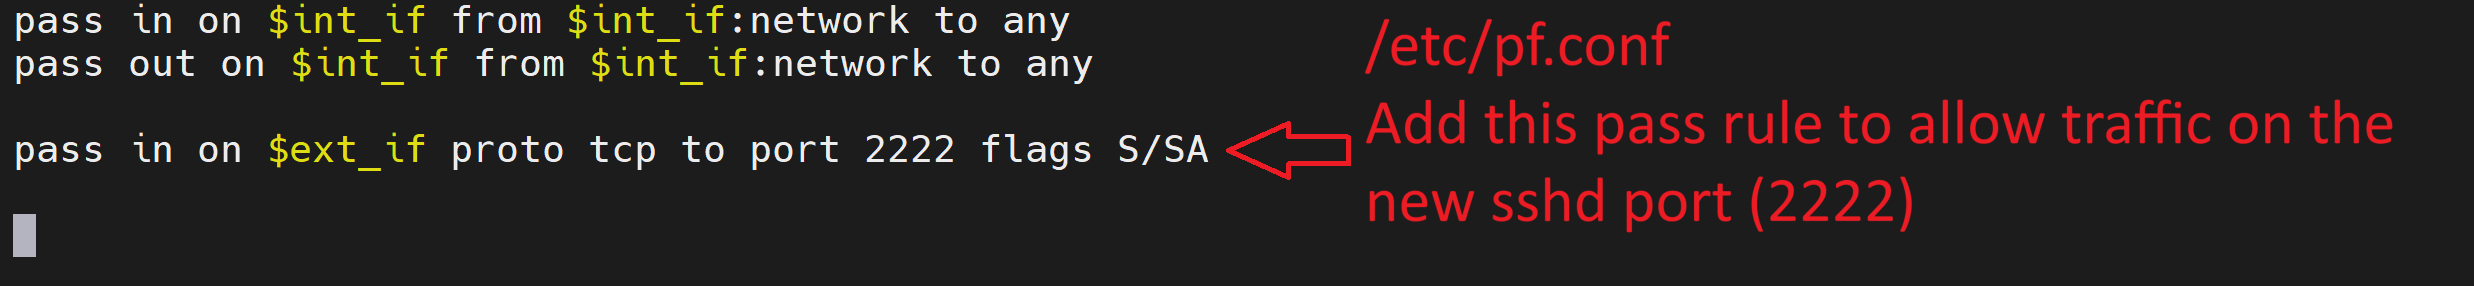 pass in on $int_if from $int_if:network to any
pass out on $int_if from $int_if:network to any
pass in on $ext_if proto tcp to port 2222 flags S/SA
/etc/pf.conf
Add this pass rule to allow traffic on the
new sshd port (2222)